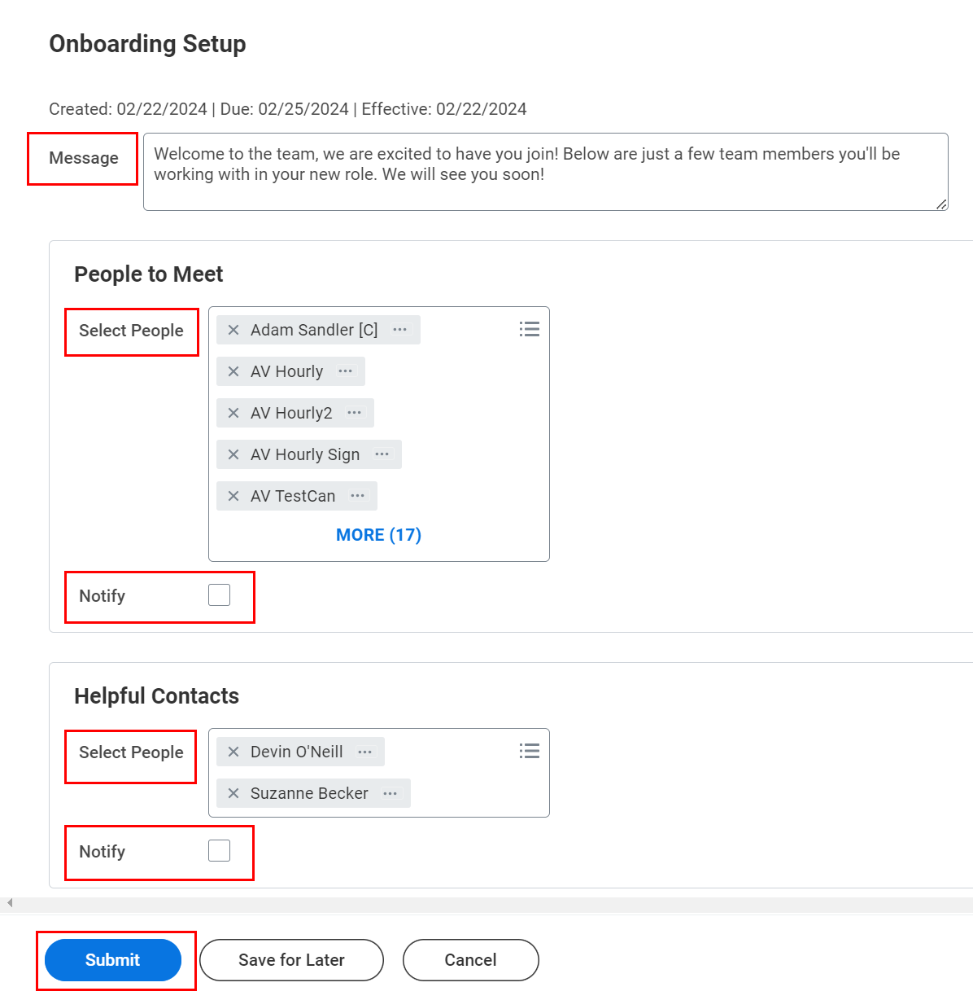 Onboarding Setup
Created: 02/22/2024 | Due: 02/25/2024 | Effective: 02/22/2024
Message
Welcome to the team, we are excited to have you join! Below are just a few team members you'll be
working with in your new role. We will see you soon!
People to Meet
Select People
Adam Sandler [C]
AV Hourly
AV Hourly2
AV Hourly Sign
AV TestCan
MORE (17)
Notify
Helpful Contacts
Select People
Devin O'Neill
Suzanne Becker
Notify
Submit
Save for Later
Cancel